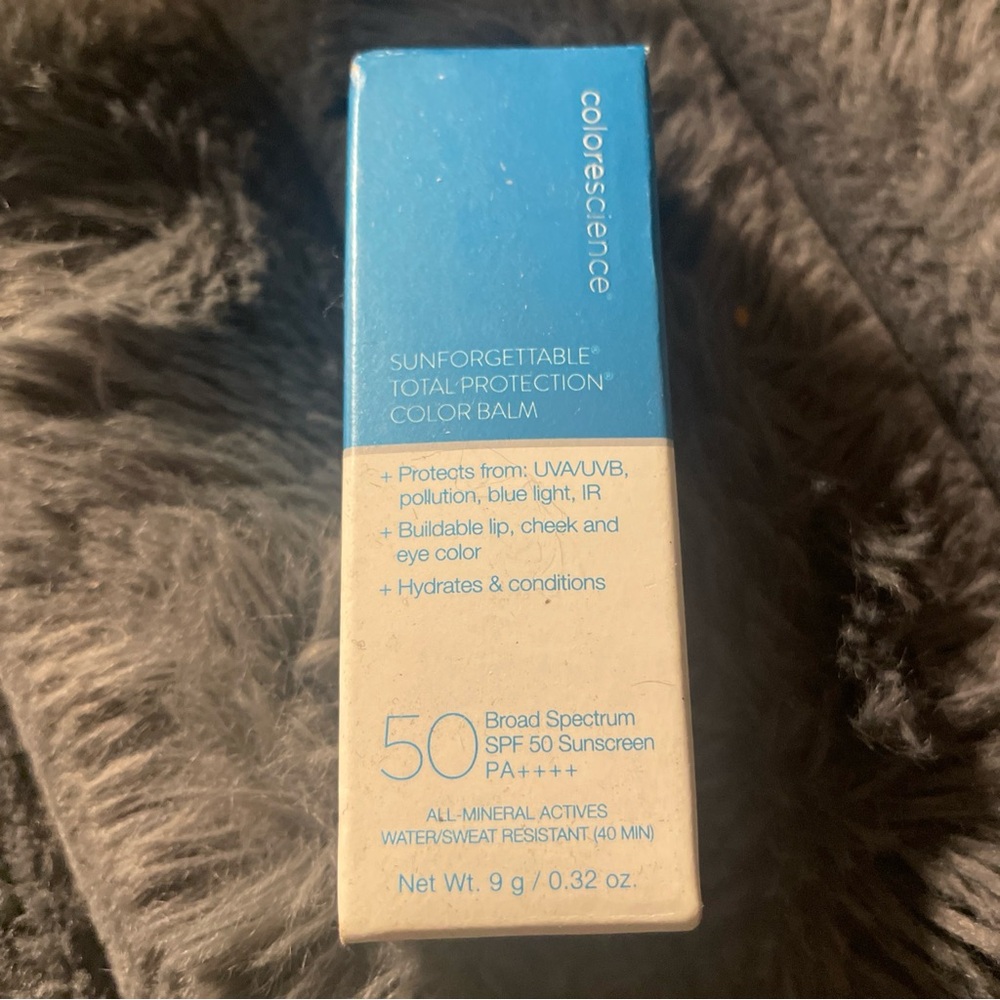 colorescience®
SUNFORGETTABLE®
TOTAL PROTECTION®
COLOR BALM
+ Protects from: UVA/UVB,
pollution, blue light, IR
+ Buildable lip, cheek and
eye color
+ Hydrates & conditions
50
Broad Spectrum
SPF 50 Sunscreen
PA++++
ALL-MINERAL ACTIVES
WATER/SWEAT RESISTANT (40 MIN)
Net Wt. 9 g / 0.32 oz.